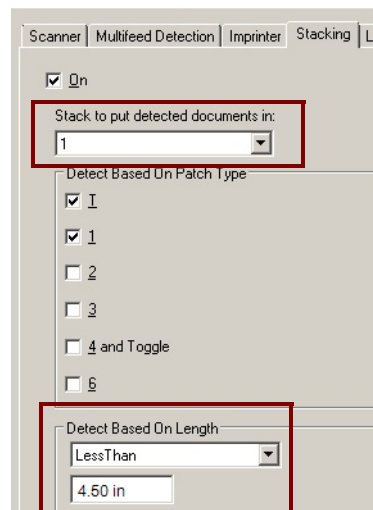 Scanner Multifeed Detection Imprinter Stacking L
On
Stack to put detected documents in:
1
Detect Based On Patch Type
T
1
2
3
4 and Toggle
6
Detect Based On Length
LessThan
4.50 in